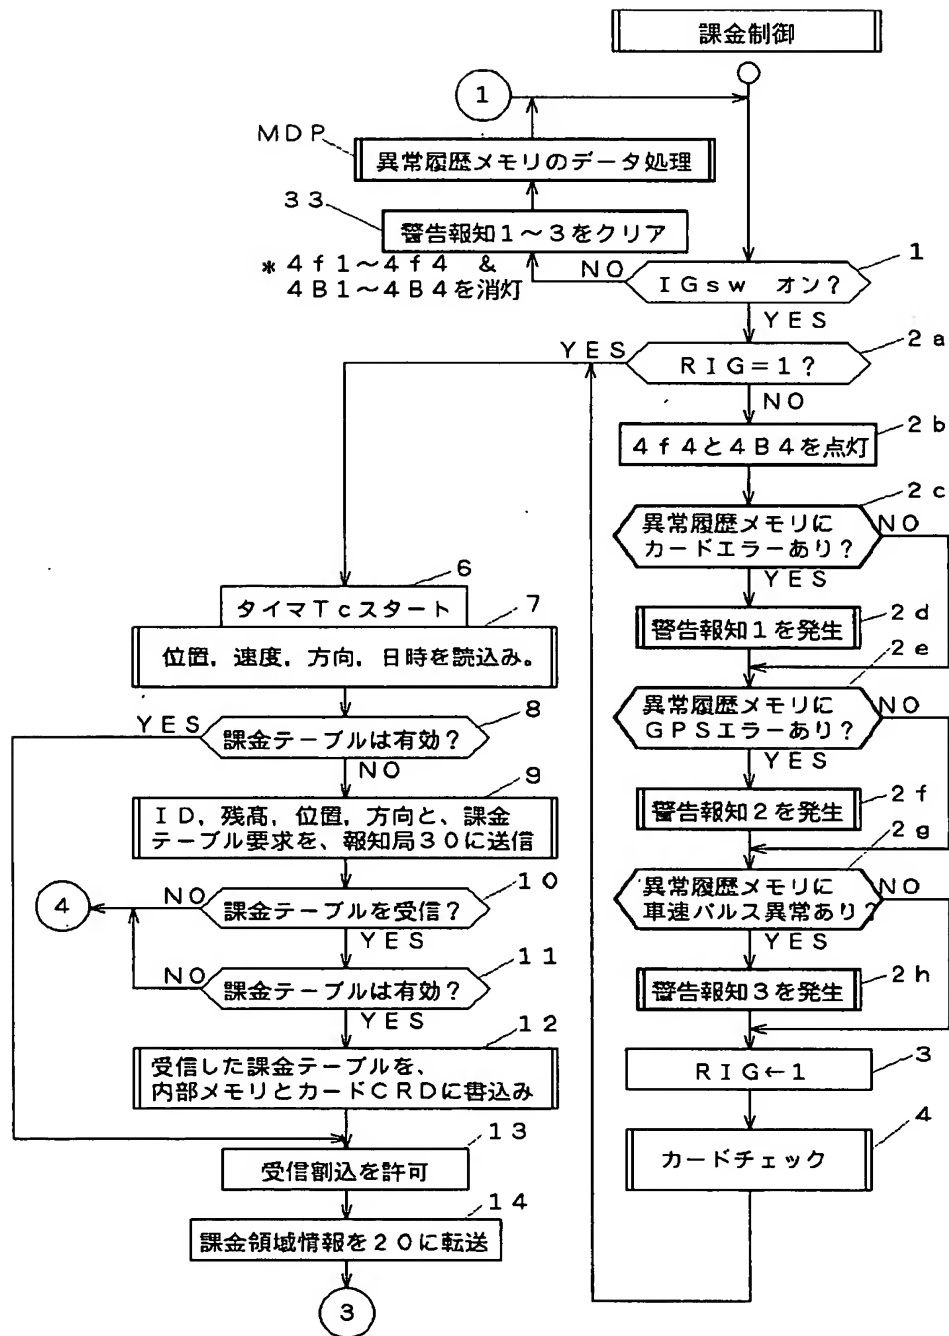 課金制御
1
MDP
異常履歴メモリのデータ処理
33
警告報知1~3をクリア
*4f1~4f4 &
4B1~4B4を消灯
NO
1
IGsw オン?
YES
2a
YES
RIG=1?
NO
2b
4f4と4B4を点灯
2c
異常履歴メモリに
カードエラーあり?
NO
YES
2d
警告報知1を発生
2e
異常履歴メモリに
GPSエラーあり?
NO
YES
2f
警告報知2を発生
2g
異常履歴メモリに
車速パルス異常あり?
NO
YES
2h
警告報知3を発生
3
RIG←1
4
カードチェック
6
タイマTcスタート
7
位置,速度,方向,日時を読込み。
8
YES
課金テーブルは有効?
NO
9
ID,残高,位置,方向と、課金
テーブル要求を、報知局30に送信
10
4
NO
課金テーブルを受信?
YES
11
NO
課金テーブルは有効?
YES
12
受信した課金テーブルを、
内部メモリとカードCRDに書込み
13
受信割込を許可
14
課金領域情報を20に転送
3